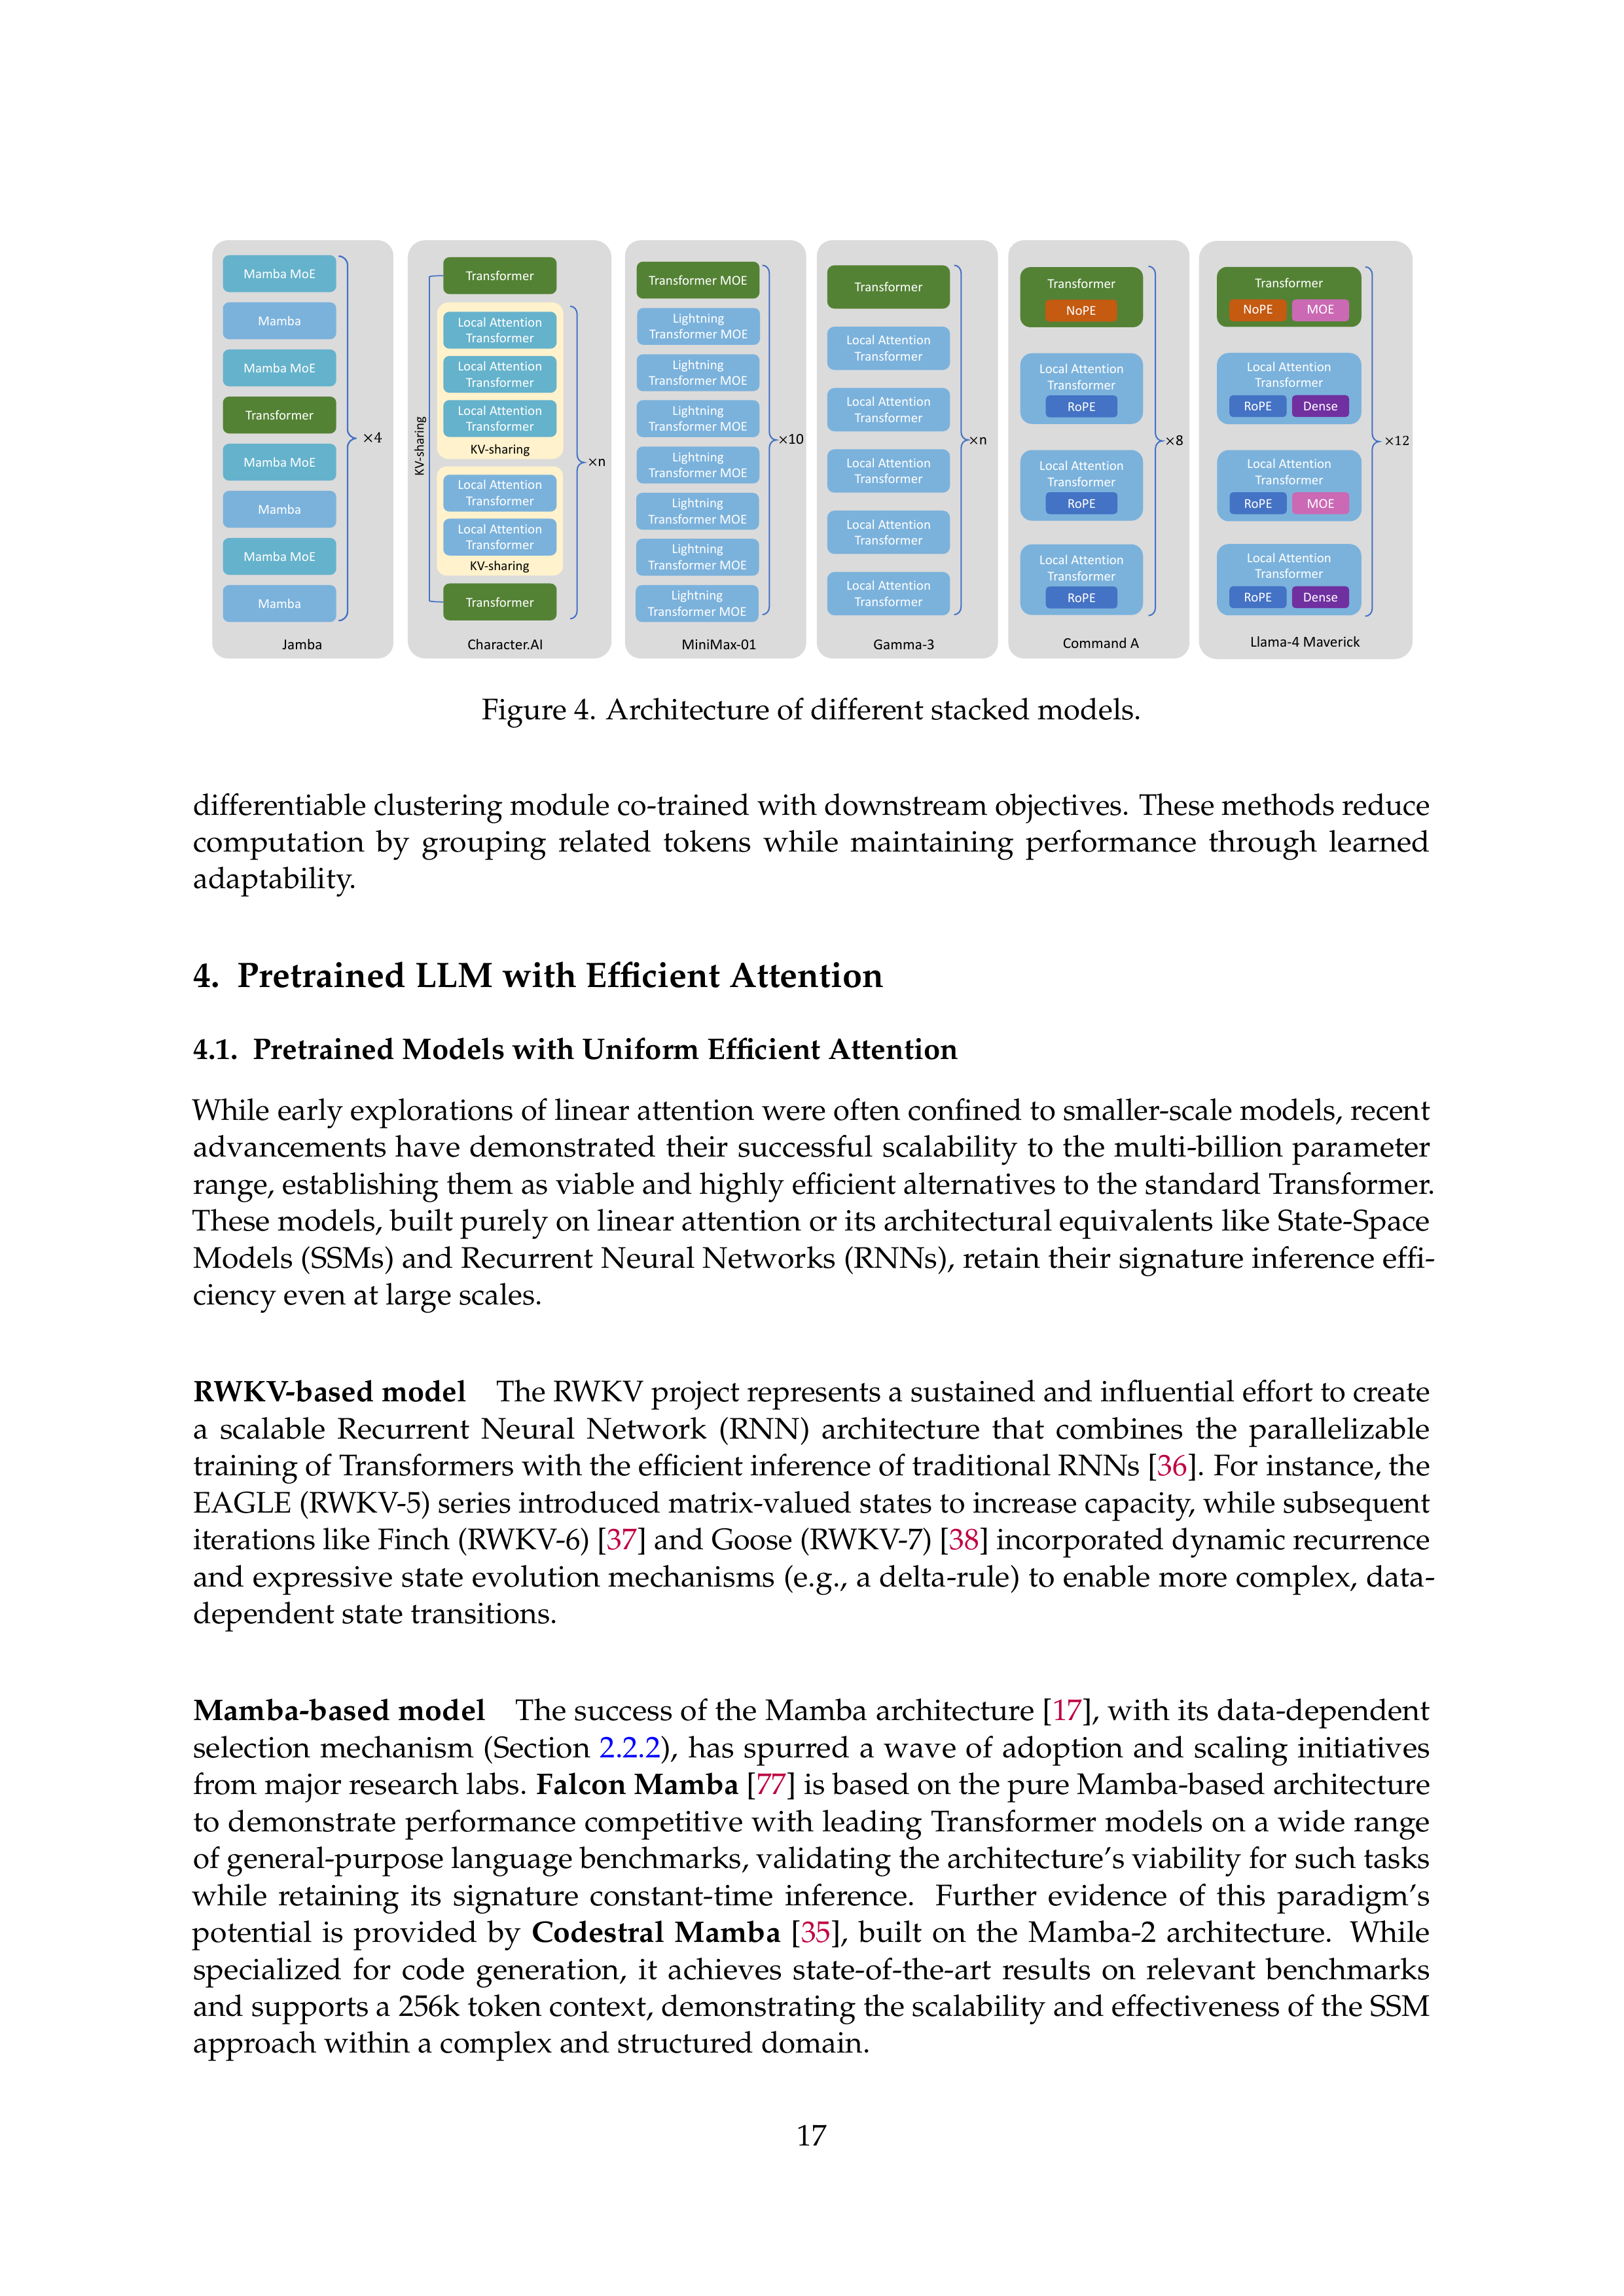 Mamba MoE
Mamba
Mamba MoE
Transformer
Mamba MoE
Mamba
Mamba MoE
Mamba
×4
Jamba
KV-sharing
Transformer
Local Attention
Transformer
Local Attention
Transformer
Local Attention
Transformer
KV-sharing
Local Attention
Transformer
Local Attention
Transformer
KV-sharing
Transformer
×n
Character.AI
Transformer MOE
Lightning
Transformer MOE
Lightning
Transformer MOE
Lightning
Transformer MOE
Lightning
Transformer MOE
Lightning
Transformer MOE
Lightning
Transformer MOE
Lightning
Transformer MOE
×10
MiniMax-01
Transformer
Local Attention
Transformer
Local Attention
Transformer
Local Attention
Transformer
Local Attention
Transformer
Local Attention
Transformer
×n
Gamma-3
Transformer
NoPE
Local Attention
Transformer
RoPE
Local Attention
Transformer
RoPE
Local Attention
Transformer
RoPE
×8
Command A
Transformer
NoPE MOE
Local Attention
Transformer
RoPE Dense
Local Attention
Transformer
RoPE MOE
Local Attention
Transformer
RoPE Dense
×12
Llama-4 Maverick
Figure 4. Architecture of different stacked models.
differentiable clustering module co-trained with downstream objectives. These methods reduce
computation by grouping related tokens while maintaining performance through learned
adaptability.
4. Pretrained LLM with Efficient Attention
4.1. Pretrained Models with Uniform Efficient Attention
While early explorations of linear attention were often confined to smaller-scale models, recent
advancements have demonstrated their successful scalability to the multi-billion parameter
range, establishing them as viable and highly efficient alternatives to the standard Transformer.
These models, built purely on linear attention or its architectural equivalents like State-Space
Models (SSMs) and Recurrent Neural Networks (RNNs), retain their signature inference effi-
ciency even at large scales.
RWKV-based model The RWKV project represents a sustained and influential effort to create
a scalable Recurrent Neural Network (RNN) architecture that combines the parallelizable
training of Transformers with the efficient inference of traditional RNNs [36]. For instance, the
EAGLE (RWKV-5) series introduced matrix-valued states to increase capacity, while subsequent
iterations like Finch (RWKV-6) [37] and Goose (RWKV-7) [38] incorporated dynamic recurrence
and expressive state evolution mechanisms (e.g., a delta-rule) to enable more complex, data-
dependent state transitions.
Mamba-based model The success of the Mamba architecture [17], with its data-dependent
selection mechanism (Section 2.2.2), has spurred a wave of adoption and scaling initiatives
from major research labs. Falcon Mamba [77] is based on the pure Mamba-based architecture
to demonstrate performance competitive with leading Transformer models on a wide range
of general-purpose language benchmarks, validating the architecture's viability for such tasks
while retaining its signature constant-time inference. Further evidence of this paradigm's
potential is provided by Codestral Mamba [35], built on the Mamba-2 architecture. While
specialized for code generation, it achieves state-of-the-art results on relevant benchmarks
and supports a 256k token context, demonstrating the scalability and effectiveness of the SSM
approach within a complex and structured domain.
17